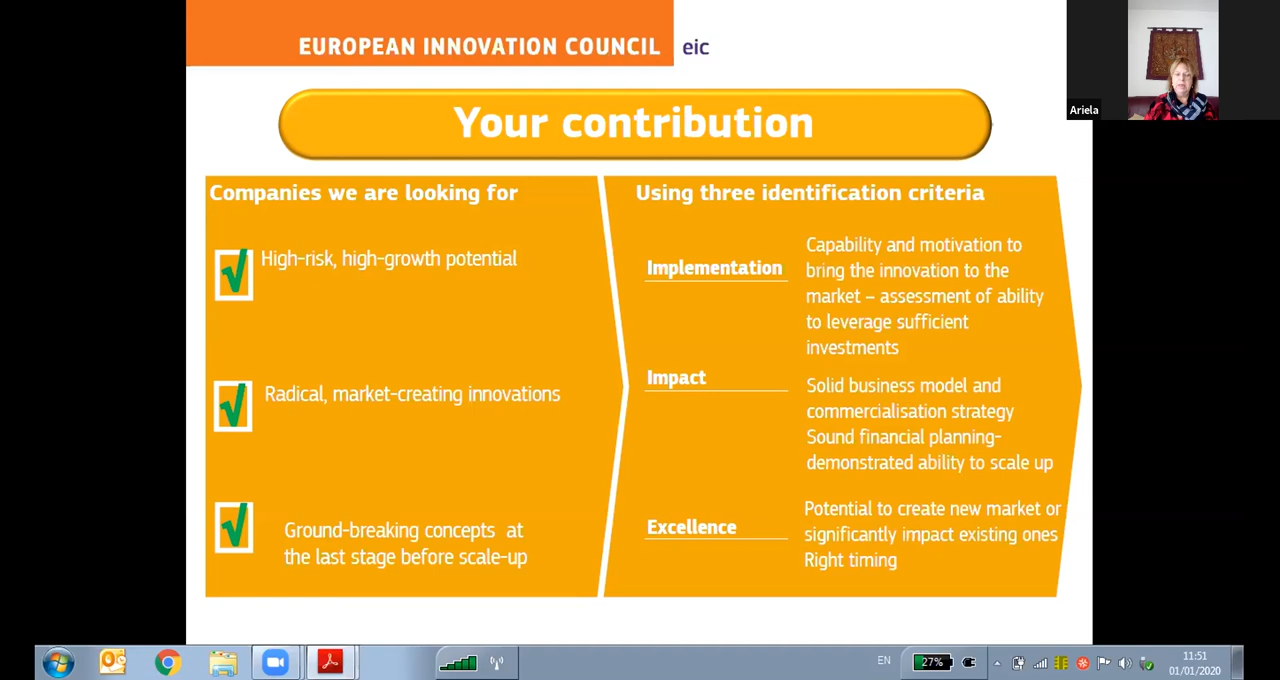 EUROPEAN INNOVATION COUNCIL eic
Ariela
Your contribution
Companies we are looking for
High-risk, high-growth potential
Radical, market-creating innovations
Ground-breaking concepts at
the last stage before scale-up
Using three identification criteria
Implementation
Capability and motivation to
bring the innovation to the
market – assessment of ability
to leverage sufficient
investments
Impact
Solid business model and
commercialisation strategy
Sound financial planning-
demonstrated ability to scale up
Excellence
Potential to create new market or
significantly impact existing ones
Right timing
EN
27%
11:51
01/01/2020